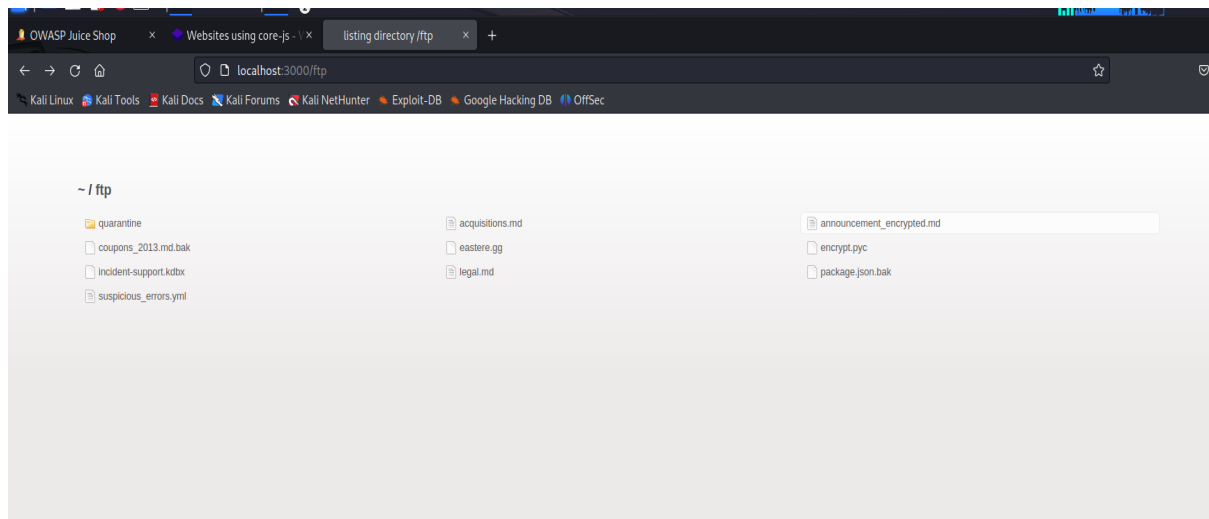 OWASP Juice Shop × Websites using core-js - × listing directory /ftp × +
localhost:3000/ftp
Kali Linux Kali Tools Kali Docs Kali Forums Kali NetHunter Exploit-DB Google Hacking DB OffSec
~ / ftp
quarantine acquisitions.md announcement_encrypted.md
coupons_2013.md.bak eastere.gg encrypt.pyc
incident-support.kdbx legal.md package.json.bak
suspicious_errors.yml